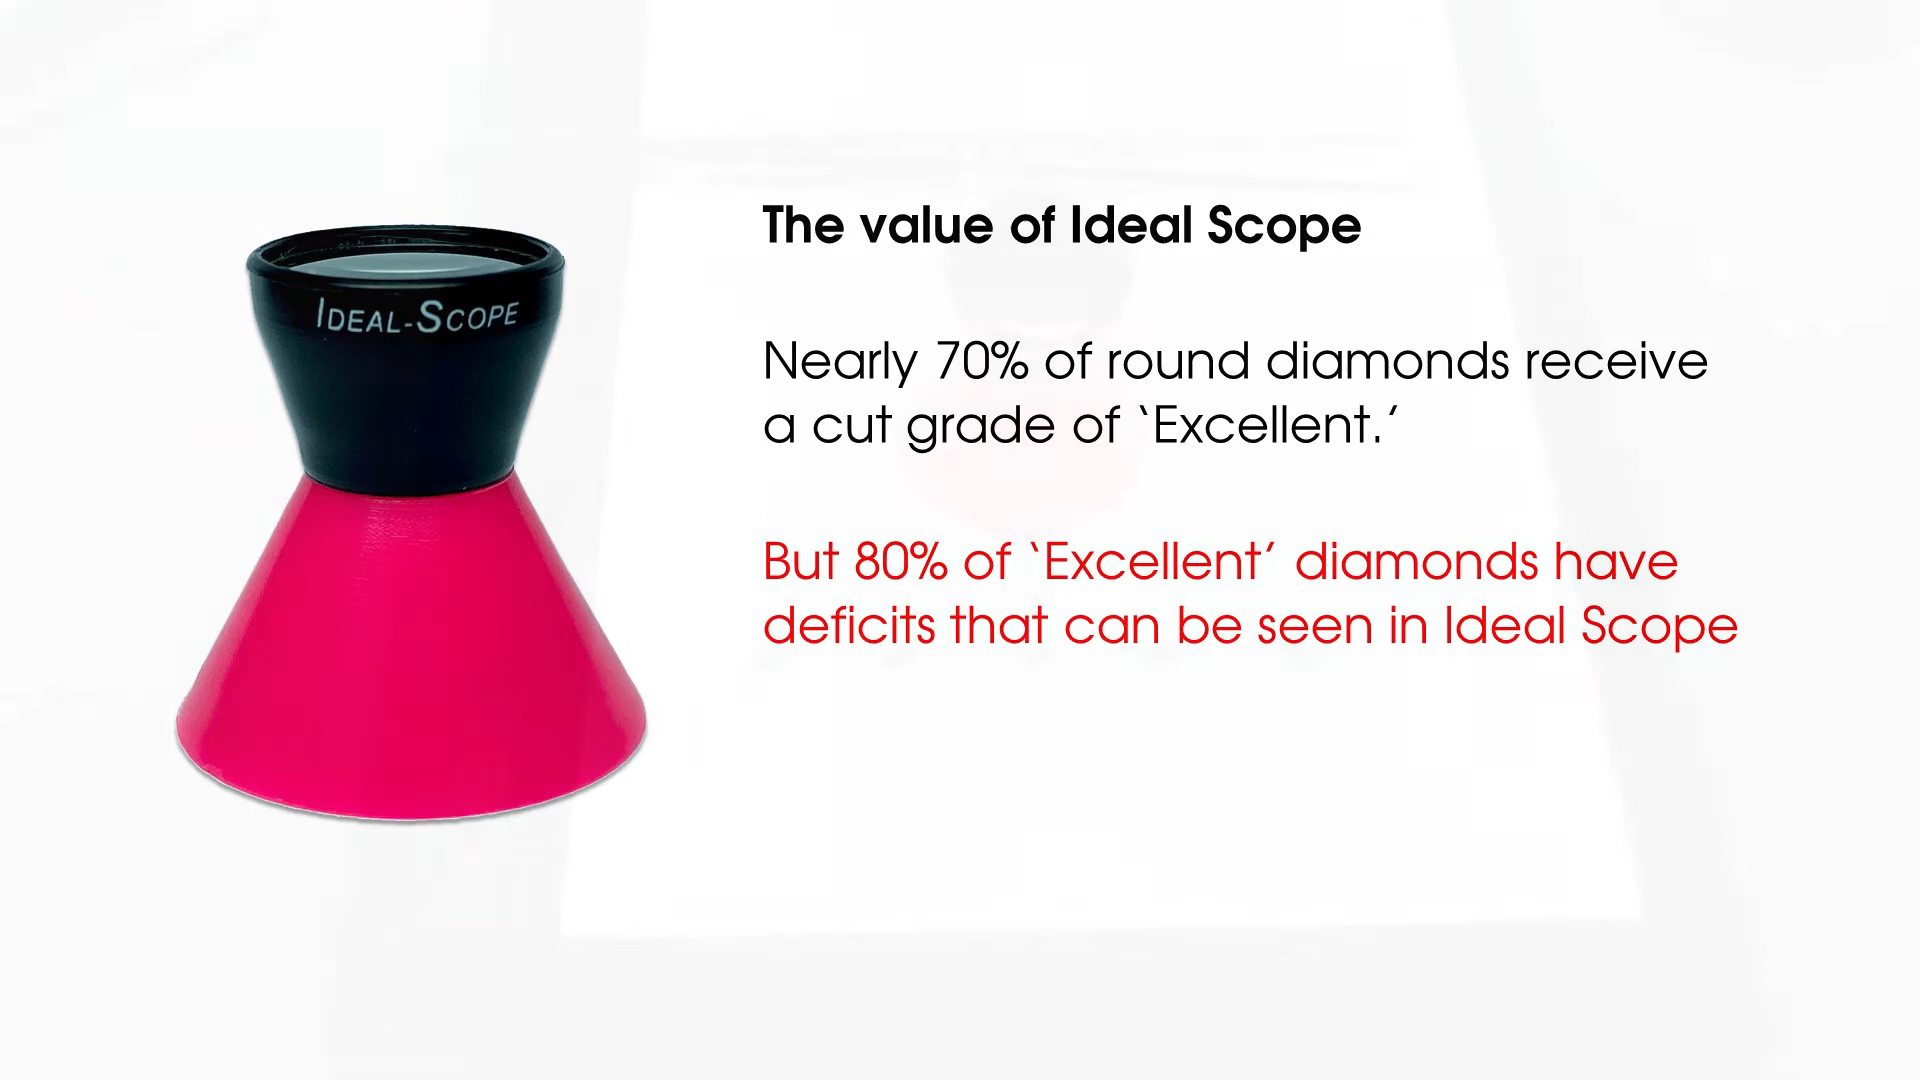 IDEAL-SCOPE
The value of Ideal Scope
Nearly 70% of round diamonds receive
a cut grade of ‘Excellent.’
But 80% of ‘Excellent’ diamonds have
deficits that can be seen in Ideal Scope